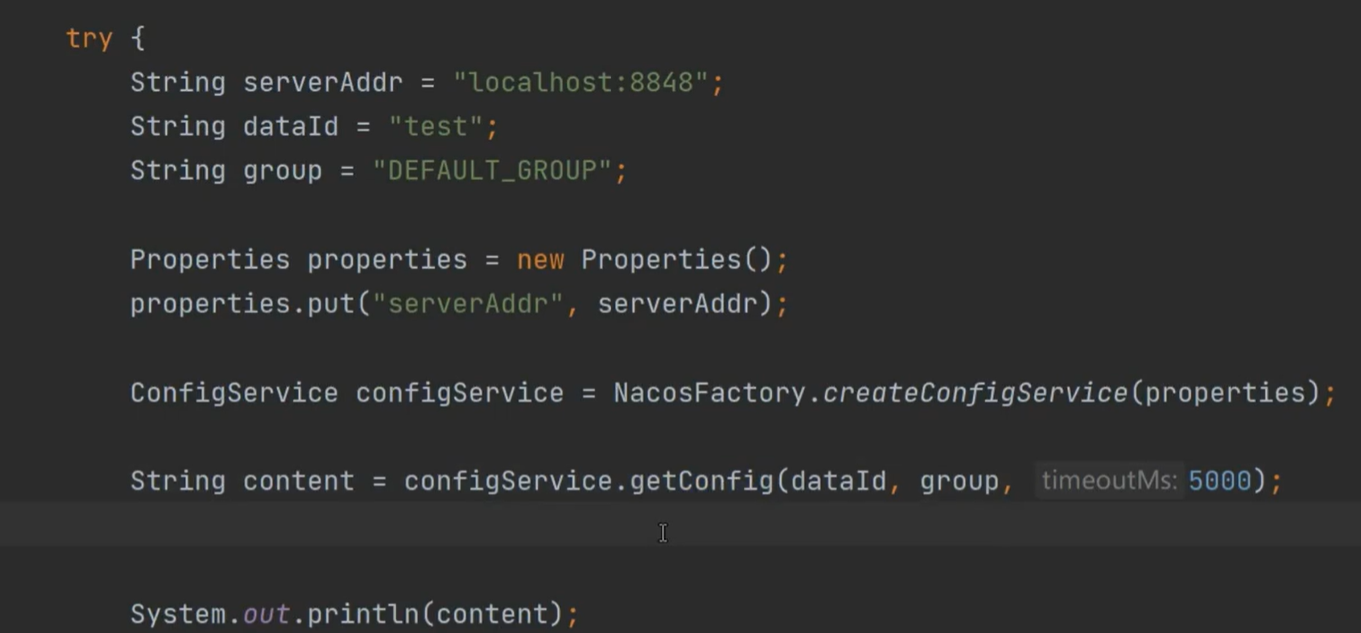 try {
String serverAddr = "localhost:8848";
String dataId = "test";
String group = "DEFAULT_GROUP";
Properties properties = new Properties();
properties.put("serverAddr", serverAddr);
ConfigService configService = NacosFactory.createConfigService(properties);
String content = configService.getConfig(dataId, group, timeoutMs: 5000);
System.out.println(content);